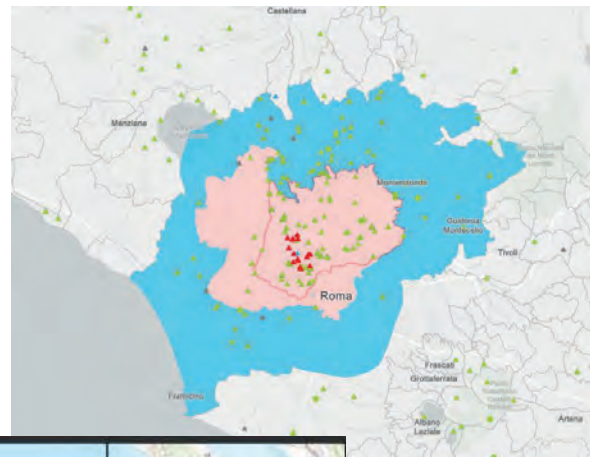 Castellana
Manziana
Monterotondo
Guidonia
Montecelio
Tivoli
Roma
Fiumicino
Frascati
Grottaferrata
Albano
Laziale
Artena